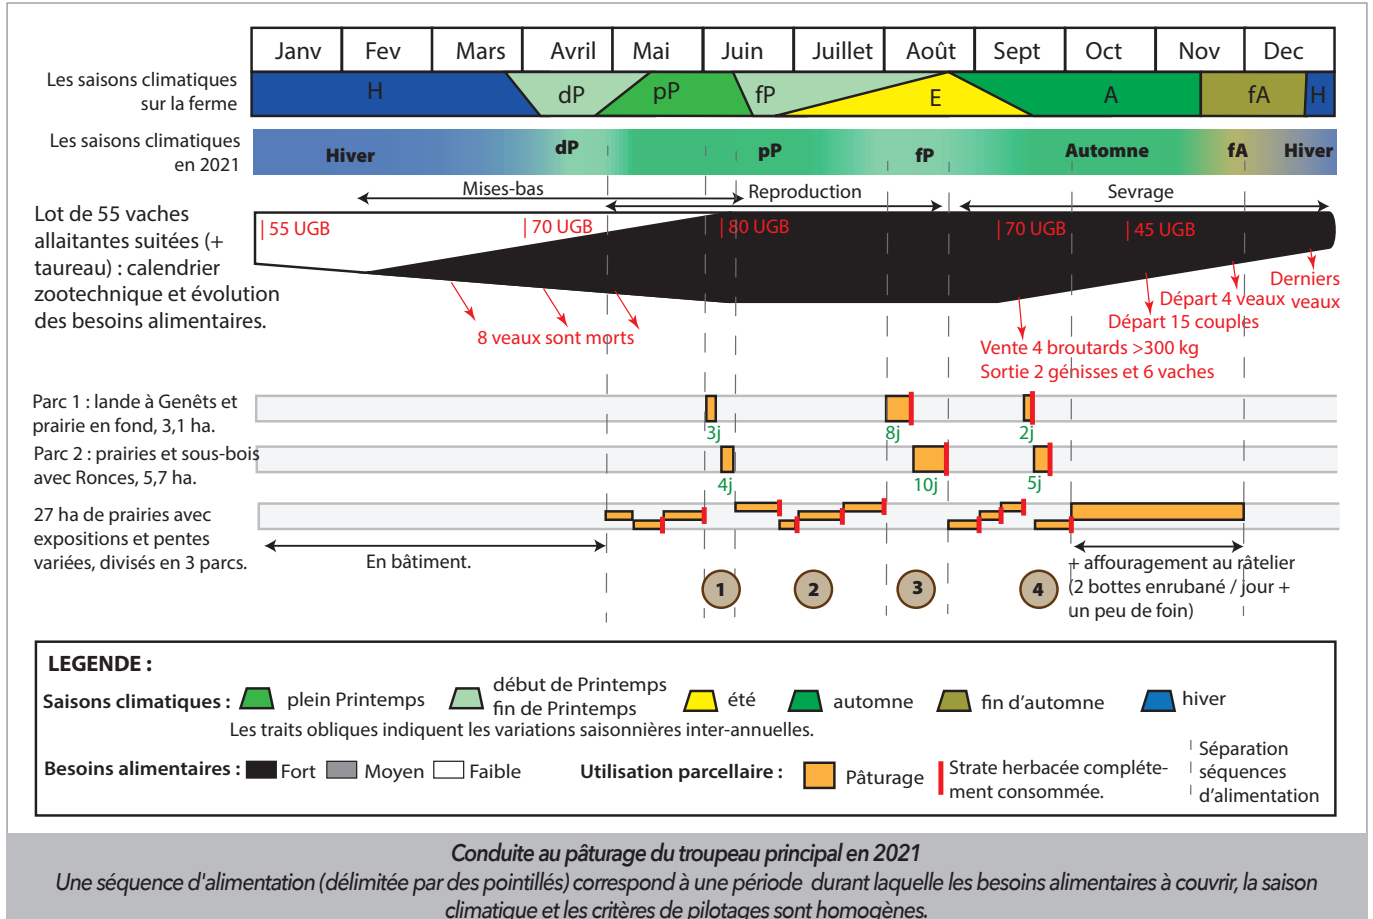 Janv Fev Mars Avril Mai Juin Juillet Août Sept Oct Nov Dec
Les saisons climatiques
sur la ferme
H dP pP fP E A fA H
Les saisons climatiques
en 2021
Hiver dP pP fP Automne fA Hiver
Mises-bas Reproduction Sevrage
Lot de 55 vaches
allaitantes suitées (+
taureau) : calendrier
zootechnique et évolution
des besoins alimentaires.
| 55 UGB | 70 UGB | 80 UGB | 70 UGB | 45 UGB
8 veaux sont morts
Derniers
veaux
Départ 4 veaux
Départ 15 couples
Vente 4 broutards >300 kg
Sortie 2 génisses et 6 vaches
Parc 1 : lande à Genêts et
prairie en fond, 3,1 ha.
3j 8j 2j
Parc 2 : prairies et sous-bois
avec Ronces, 5,7 ha.
4j 10j 5j
27 ha de prairies avec
expositions et pentes
variées, divisés en 3 parcs.
En bâtiment.
+ affouragement au râtelier
(2 bottes enrubané / jour +
un peu de foin)
1 2 3 4
LEGENDE :
Saisons climatiques : plein Printemps début de Printemps
fin de Printemps été automne fin d'automne hiver
Les traits obliques indiquent les variations saisonnières inter-annuelles.
Besoins alimentaires : Fort Moyen Faible
Utilisation parcellaire : Pâturage
Strate herbacée complète-
ment consommée.
Séparation
séquences
d'alimentation
Conduite au pâturage du troupeau principal en 2021
Une séquence d'alimentation (délimitée par des pointillés) correspond à une période durant laquelle les besoins alimentaires à couvrir, la saison
climatique et les critères de pilotages sont homogènes.